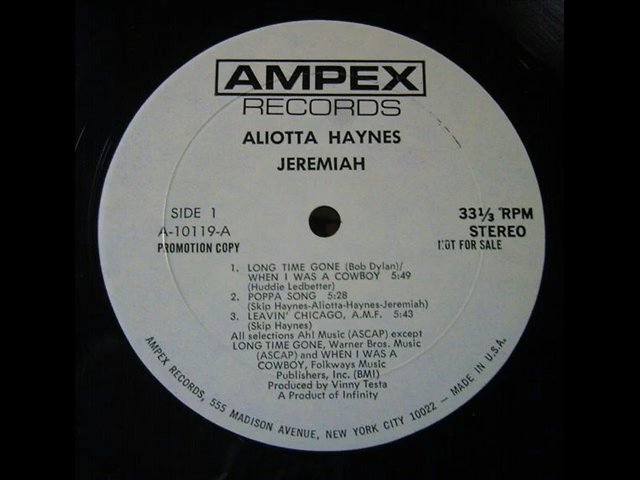 AMPEX
RECORDS
ALIOTTA HAYNES
JEREMIAH
SIDE 1
A-10119-A
PROMOTION COPY
33⅓ RPM
STEREO
NOT FOR SALE
1. LONG TIME GONE (Bob Dylan)/
WHEN I WAS A COWBOY 5:49
(Huddie Ledbetter)
2. POPPA SONG 5:28
(Skip Haynes-Aliotta-Haynes-Jeremiah)
3. LEAVIN' CHICAGO, A.M.F. 5:43
(Skip Haynes)
All selections Ah! Music (ASCAP) except
LONG TIME GONE, Warner Bros. Music
(ASCAP) and WHEN I WAS A
COWBOY, Folkways Music
Publishers, Inc. (BMI)
Produced by Vinny Testa
A Product of Infinity
AMPEX RECORDS, 555 MADISON AVENUE, NEW YORK CITY 10022 — MADE IN U.S.A.